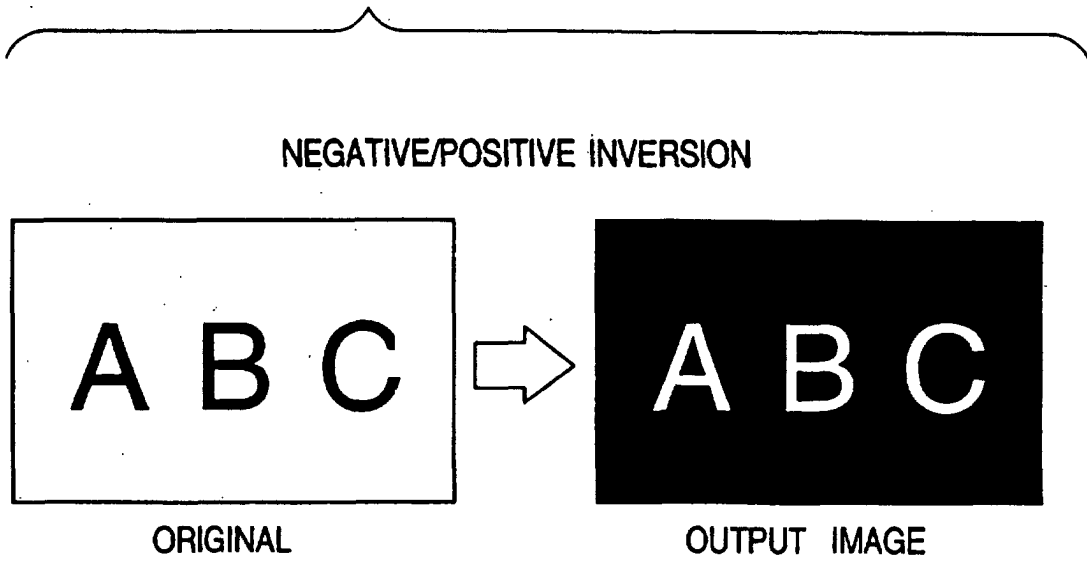 NEGATIVE/POSITIVE INVERSION
A B C
A B C
ORIGINAL
OUTPUT IMAGE